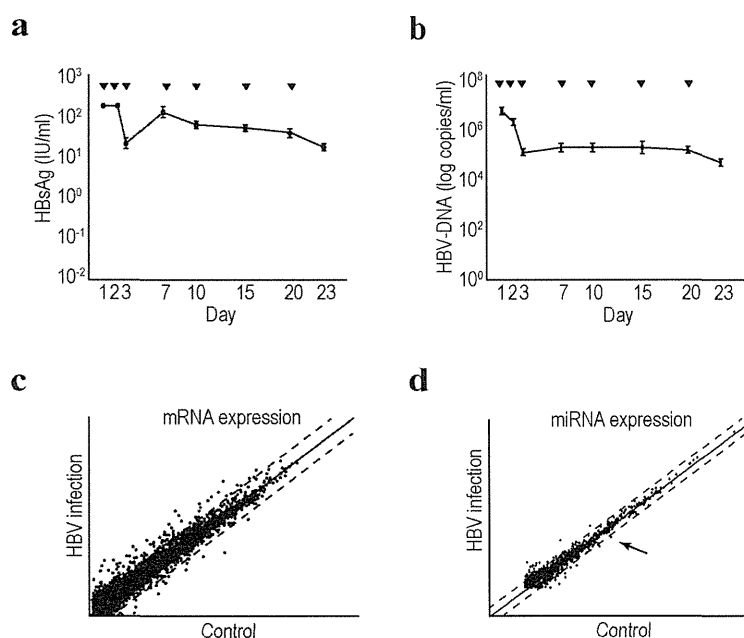 a
HBsAg (IU/ml)
10³
10²
10¹
10⁰
10⁻¹
10⁻²
1 2 3 7 10 15 20 23
Day
b
HBV-DNA (log copies/ml)
10⁸
10⁶
10⁴
10²
10⁰
1 2 3 7 10 15 20 23
Day
c
mRNA expression
HBV infection
Control
d
miRNA expression
HBV infection
Control